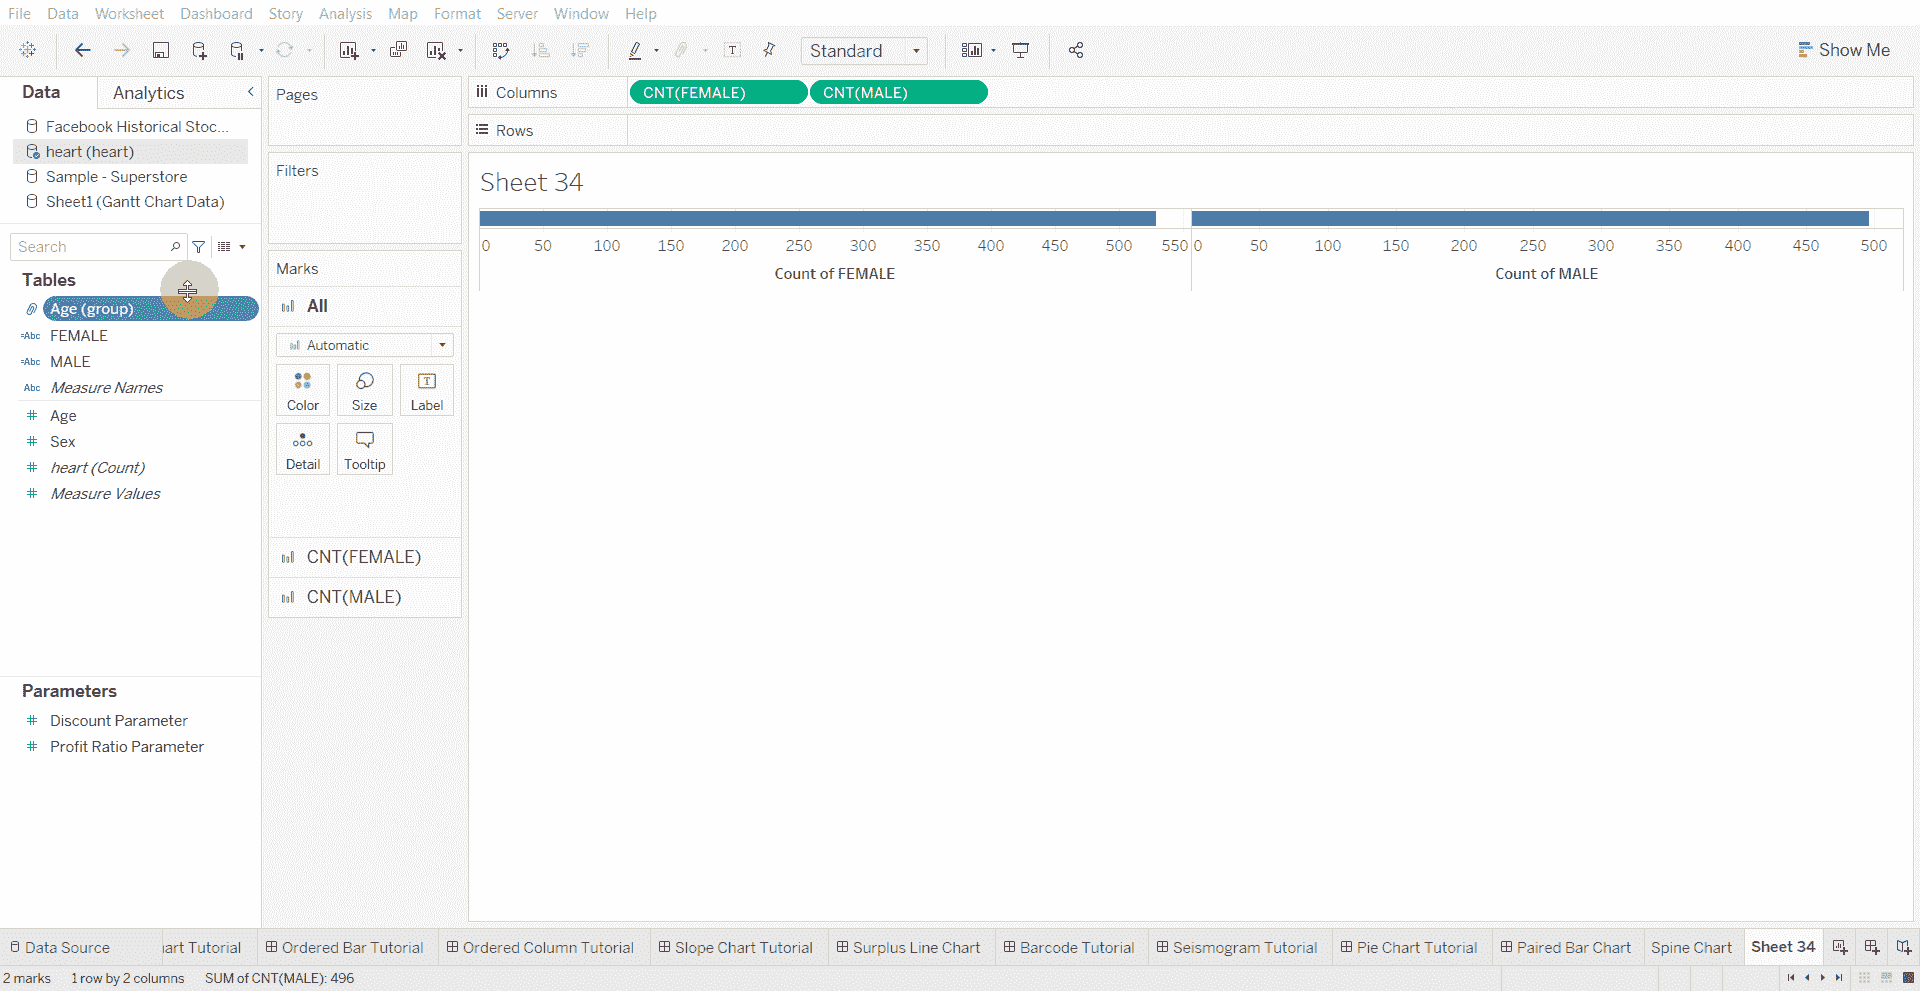 File Data Worksheet Dashboard Story Analysis Map Format Server Window Help
Standard
Show Me
Data Analytics
Facebook Historical Stoc...
heart (heart)
Sample - Superstore
Sheet1 (Gantt Chart Data)
Search
Tables
Age (group)
=Abc FEMALE
=Abc MALE
Abc Measure Names
Age
Sex
heart (Count)
Measure Values
Parameters
Discount Parameter
Profit Ratio Parameter
Pages
Filters
Marks
All
Automatic
Color Size Label
Detail Tooltip
CNT(FEMALE)
CNT(MALE)
Columns CNT(FEMALE) CNT(MALE)
Rows
Sheet 34
0 50 100 150 200 250 300 350 400 450 500 550 0 50 100 150 200 250 300 350 400 450 500
Count of FEMALE Count of MALE
Data Source art Tutorial Ordered Bar Tutorial Ordered Column Tutorial Slope Chart Tutorial Surplus Line Chart Barcode Tutorial Seismogram Tutorial Pie Chart Tutorial Paired Bar Chart Spine Chart Sheet 34
2 marks 1 row by 2 columns SUM of CNT(MALE): 496